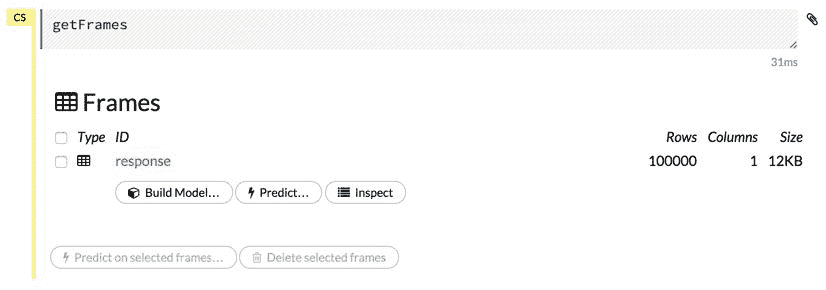 CS
getFrames
31ms
Frames
Type ID Rows Columns Size
response 100000 1 12KB
Build Model... Predict... Inspect
Predict on selected frames... Delete selected frames